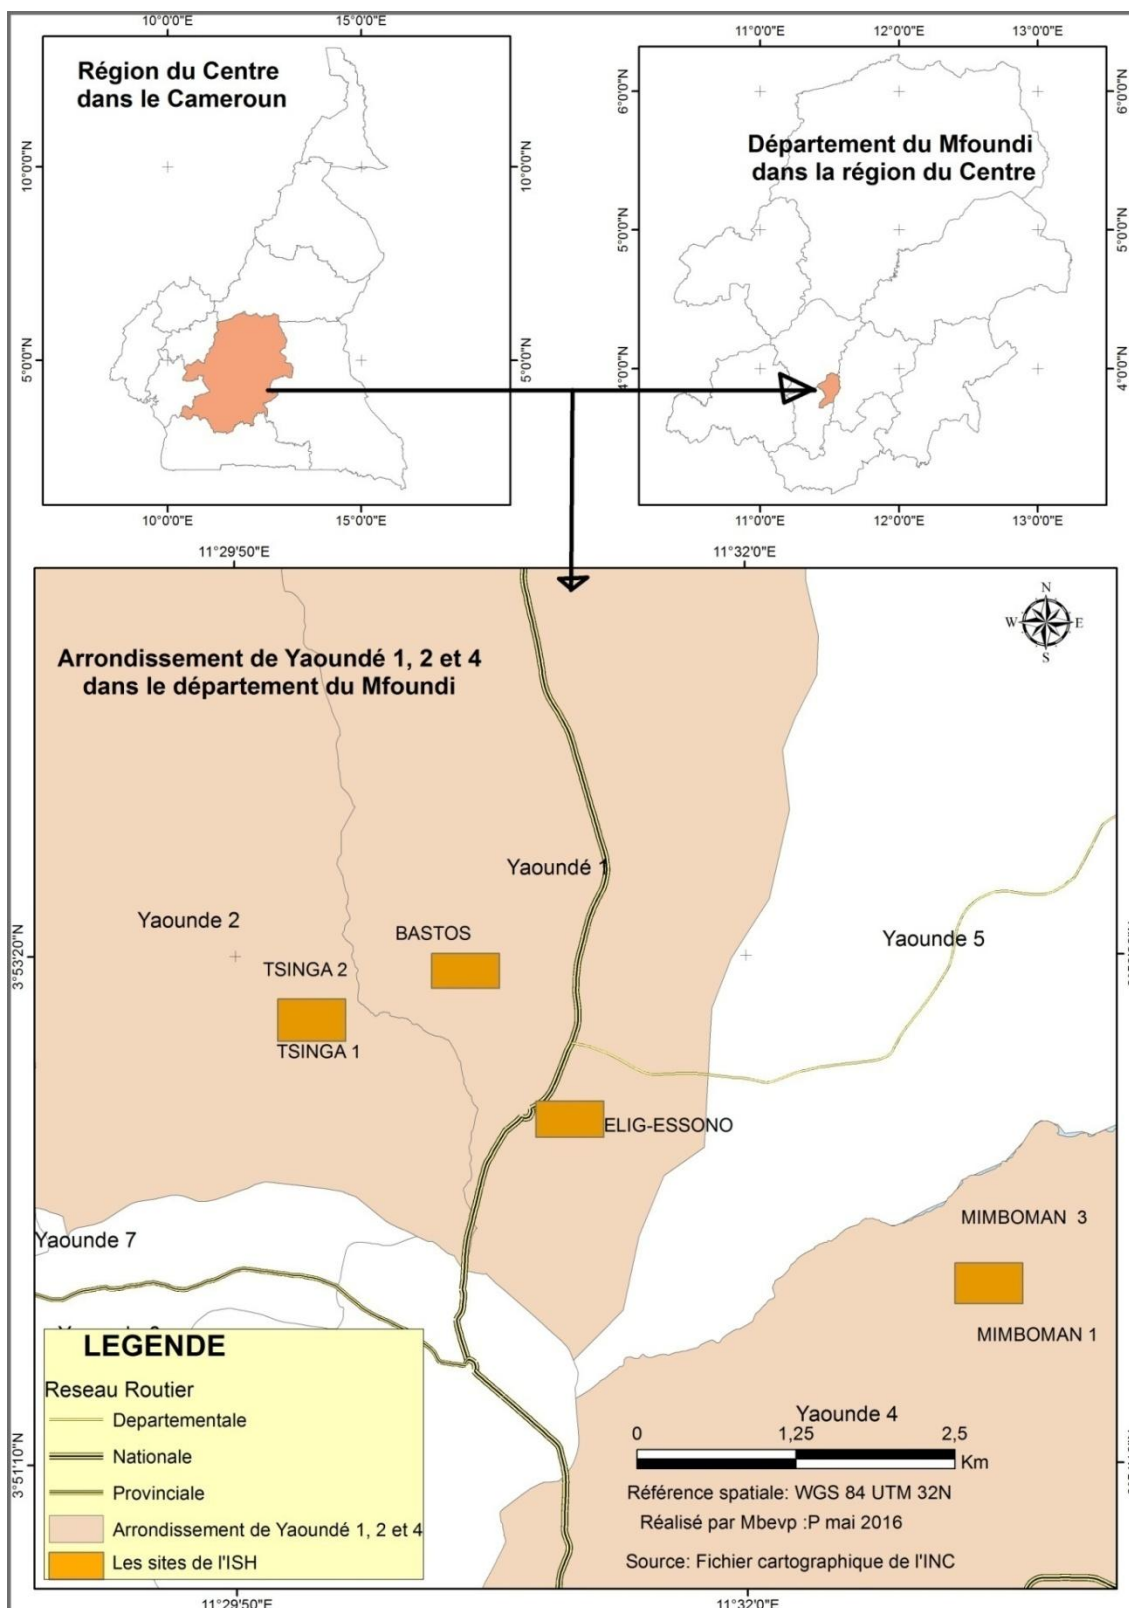 10°0'0"E
15°0'0"E
11°0'0"E
12°0'0"E
13°0'0"E
Région du Centre
dans le Cameroun
6°0'0"N
6°0'0"N
Département du Mfoundi
dans la région du Centre
10°0'0"N
10°0'0"N
5°0'0"N
5°0'0"N
5°0'0"N
5°0'0"N
4°0'0"N
4°0'0"N
10°0'0"E
15°0'0"E
11°0'0"E
12°0'0"E
13°0'0"E
11°29'50"E
11°32'0"E
N
W
E
S
Arrondissement de Yaoundé 1, 2 et 4
dans le département du Mfoundi
Yaoundé 1
Yaounde 2
BASTOS
Yaounde 5
3°53'20"N
TSINGA 2
TSINGA 1
ELIG-ESSONO
MIMBOMAN 3
Yaounde 7
MIMBOMAN 1
LEGENDE
Reseau Routier
Departementale
Nationale
Provinciale
Arrondissement de Yaoundé 1, 2 et 4
Les sites de l'ISH
Yaounde 4
0
1,25
2,5
Km
3°51'10"N
Référence spatiale: WGS 84 UTM 32N
Réalisé par Mbevp :P mai 2016
Source: Fichier cartographique de l'INC
11°29'50"E
11°32'0"E